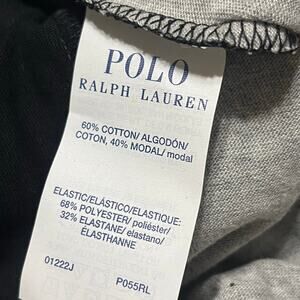 POLO
RALPH LAUREN
60% COTTON/ ALGODÓN/
COTON, 40% MODAL/ modal
ELASTIC/ELÁSTICO/ELASTIQUE:
68% POLYESTER/ poliéster/
32% ELASTANE/ elastano/
ÉLASTHANNE
01222J P055RL